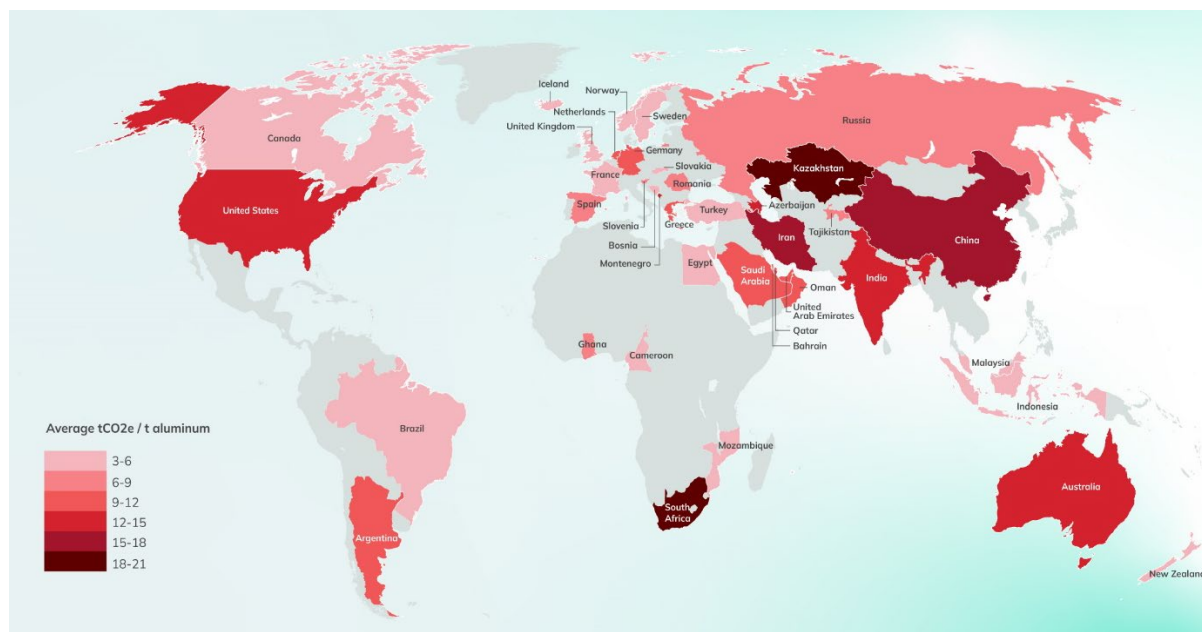 Iceland
Norway
Netherlands
Sweden
United Kingdom
Russia
Canada
Germany
Slovakia
France
Kazakhstan
Romania
United States
Spain
Turkey
Azerbaijan
Slovenia
Greece
Tajikistan
Iran
China
Bosnia
Montenegro
Egypt
Saudi
Arabia
India
Oman
United
Arab Emirates
Qatar
Bahrain
Ghana
Cameroon
Malaysia
Indonesia
Brazil
Mozambique
Australia
South
Africa
Argentina
New Zealand
Average tCO2e / t aluminum
3-6
6-9
9-12
12-15
15-18
18-21